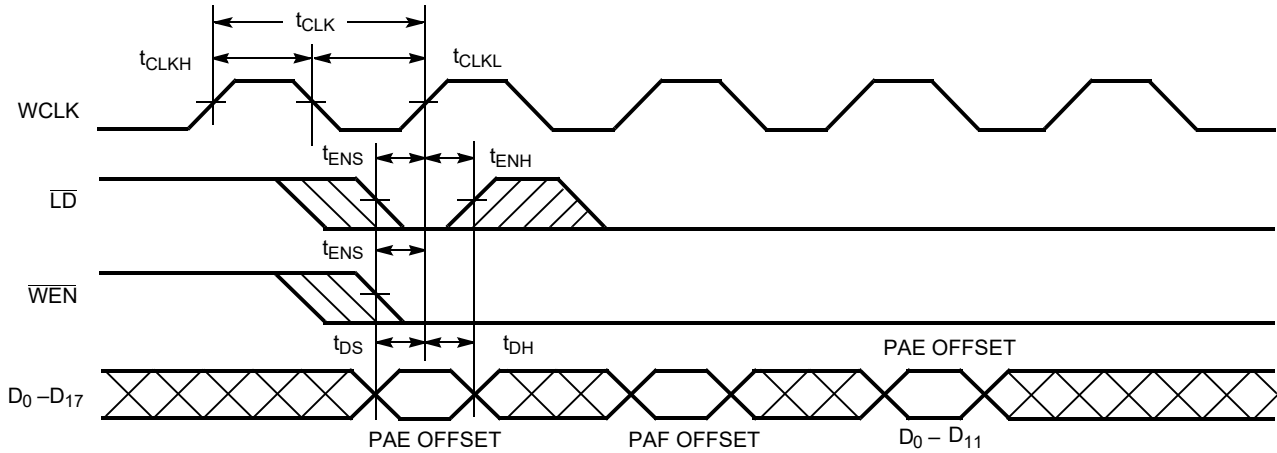 tCLK
tCLKH
tCLKL
WCLK
tENS
tENH
LD
tENS
WEN
tDS
tDH
PAE OFFSET
D0 –D17
PAE OFFSET
PAF OFFSET
D0 – D11